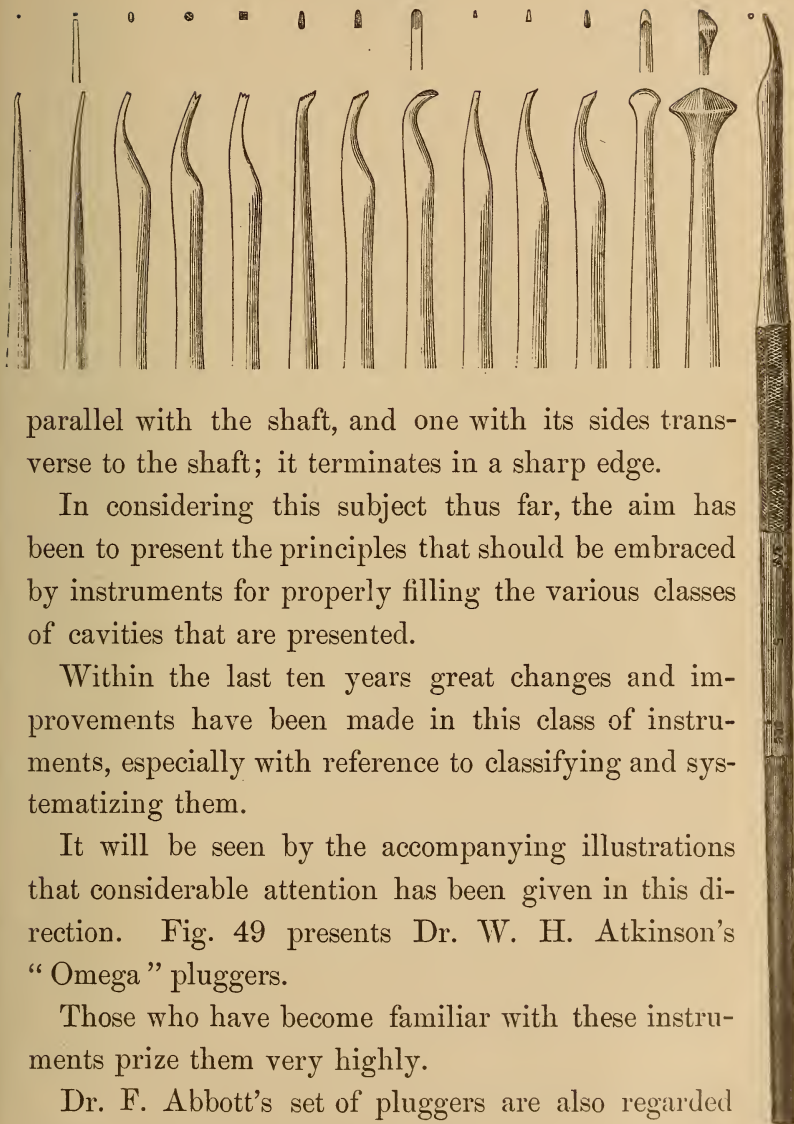 parallel with the shaft, and one with its sides trans-
verse to the shaft; it terminates in a sharp edge.
In considering this subject thus far, the aim has
been to present the principles that should be embraced
by instruments for properly filling the various classes
of cavities that are presented.
Within the last ten years great changes and im-
provements have been made in this class of instru-
ments, especially with reference to classifying and sys-
tematizing them.
It will be seen by the accompanying illustrations
that considerable attention has been given in this di-
rection. Fig. 49 presents Dr. W. H. Atkinson's
“ Omega ” pluggers.
Those who have become familiar with these instru-
ments prize them very highly.
Dr. F. Abbott's set of pluggers are also regarded